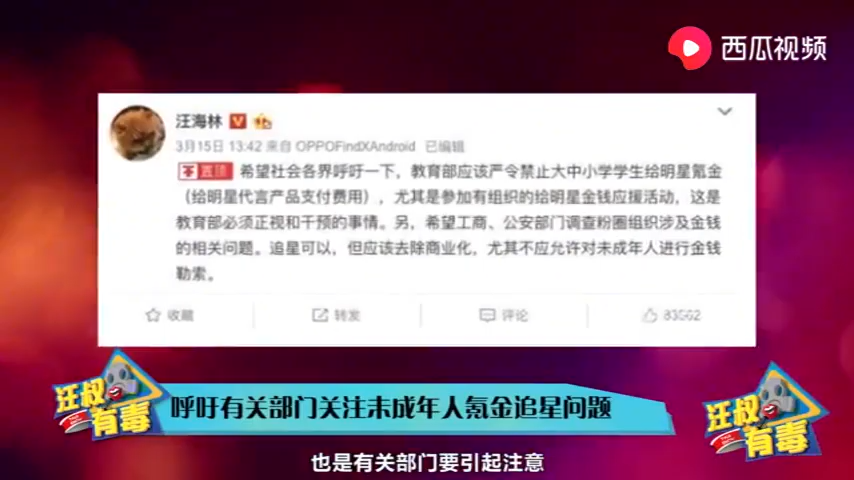 西瓜视频
汪海林
3月15日 13:42 来自 OPPOFindXAndroid 已编辑
置顶 希望社会各界呼吁一下，教育部应该严令禁止大中小学学生给明星氪金
（给明星代言产品支付费用），尤其是参加有组织的给明星金钱应援活动，这是
教育部必须正视和干预的事情。另，希望工商、公安部门调查粉圈组织涉及金钱
的相关问题。追星可以，但应该去除商业化，尤其不应允许对未成年人进行金钱
勒索。
收藏
转发
评论
汪叔
有毒
呼吁有关部门关注未成年人氪金追星问题
汪叔
有毒
也是有关部门要引起注意